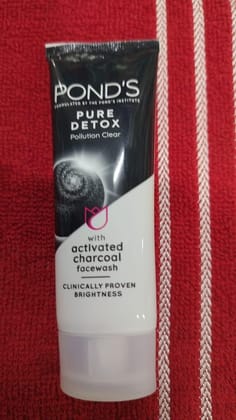 POND'S
FORMULATED BY THE POND'S INSTITUTE
PURE
DETOX
Pollution Clear
with
activated
charcoal
facewash
CLINICALLY PROVEN
BRIGHTNESS